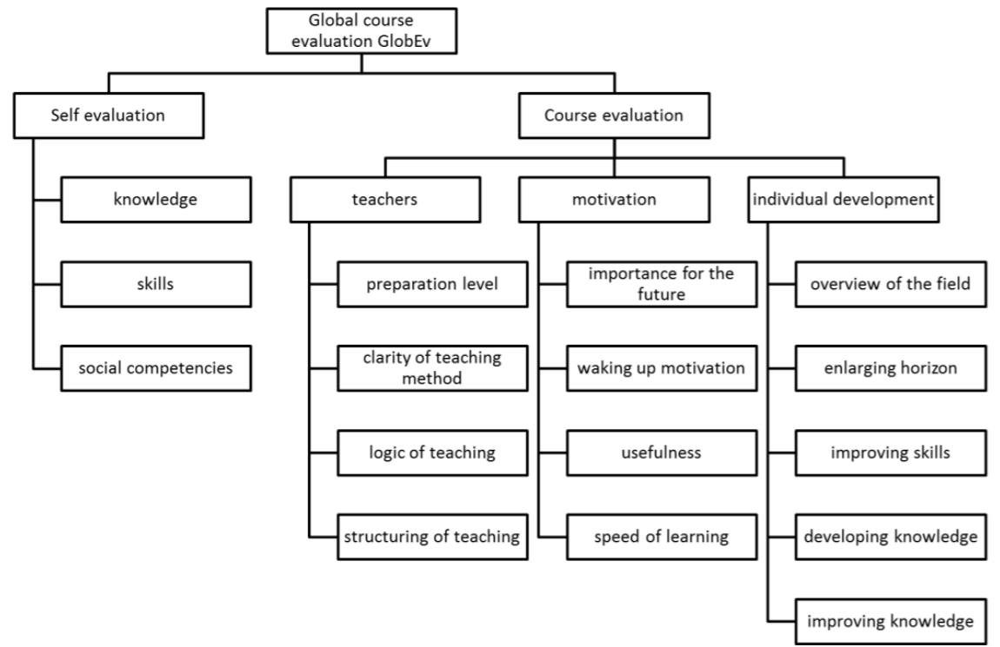 Global course
evaluation GlobEv
Self evaluation
Course evaluation
knowledge
skills
social competencies
teachers
preparation level
clarity of teaching
method
logic of teaching
structuring of teaching
motivation
importance for the
future
waking up motivation
usefulness
speed of learning
individual development
overview of the field
enlarging horizon
improving skills
developing knowledge
improving knowledge